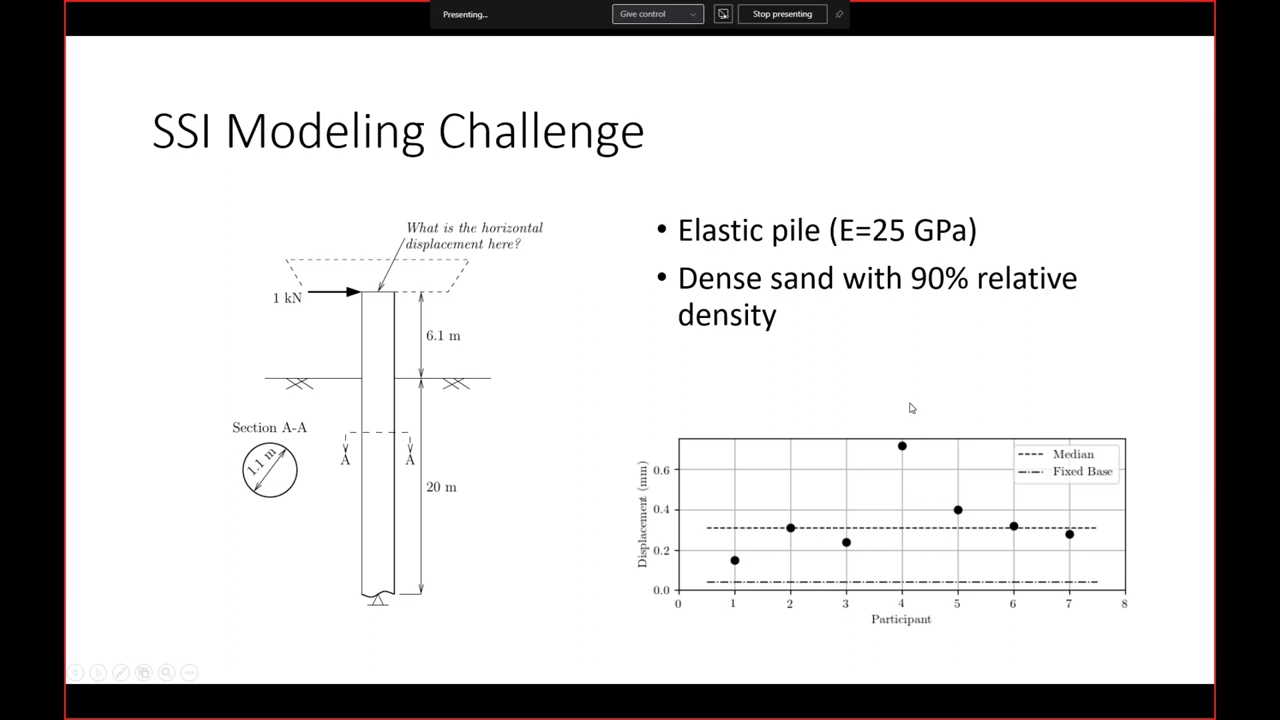 Presenting...
Give control
Stop presenting
SSI Modeling Challenge
What is the horizontal
displacement here?
1 kN
6.1 m
Section A-A
1.1 m
A
A
20 m
• Elastic pile (E=25 GPa)
• Dense sand with 90% relative
density
Displacement (mm)
0.6
0.4
0.2
0.0
Median
Fixed Base
0 1 2 3 4 5 6 7 8
Participant